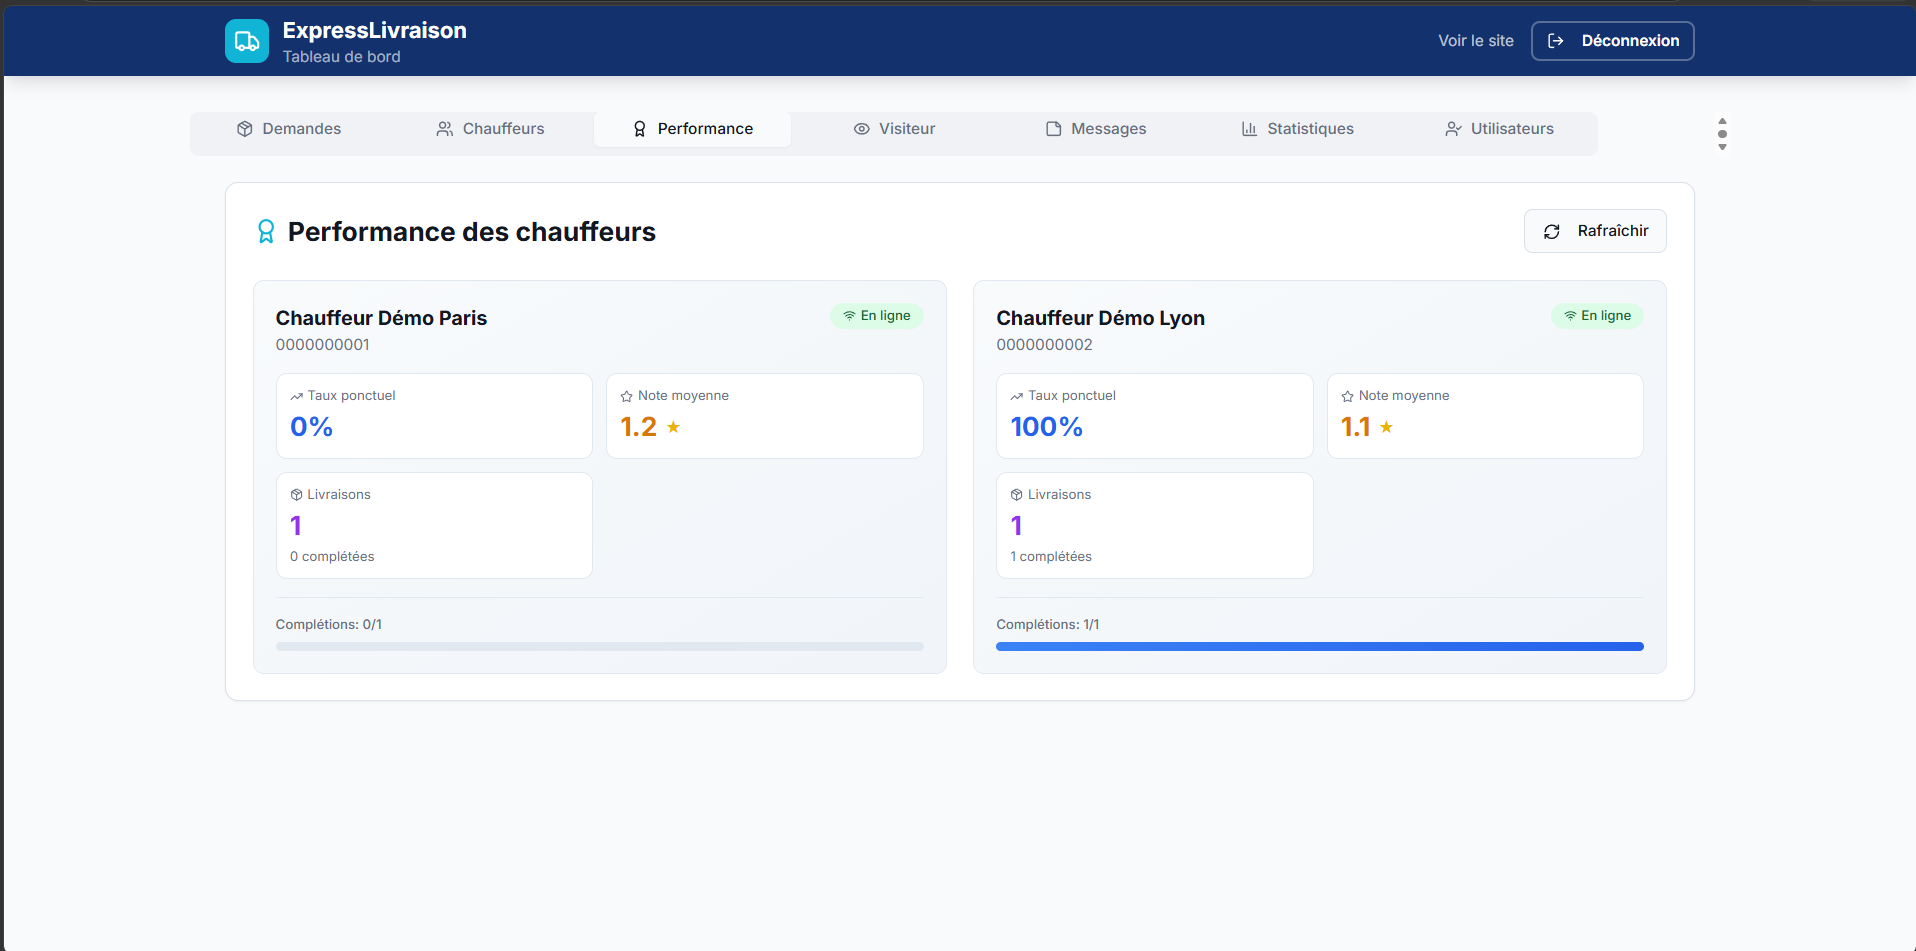 ExpressLivraison
Tableau de bord
Voir le site
Déconnexion
Demandes
Chauffeurs
Performance
Visiteur
Messages
Statistiques
Utilisateurs
Performance des chauffeurs
Rafraîchir
Chauffeur Démo Paris
En ligne
0000000001
Taux ponctuel
0%
Note moyenne
1.2 ★
Livraisons
1
0 complétées
Complétions: 0/1
Chauffeur Démo Lyon
En ligne
0000000002
Taux ponctuel
100%
Note moyenne
1.1 ★
Livraisons
1
1 complétées
Complétions: 1/1